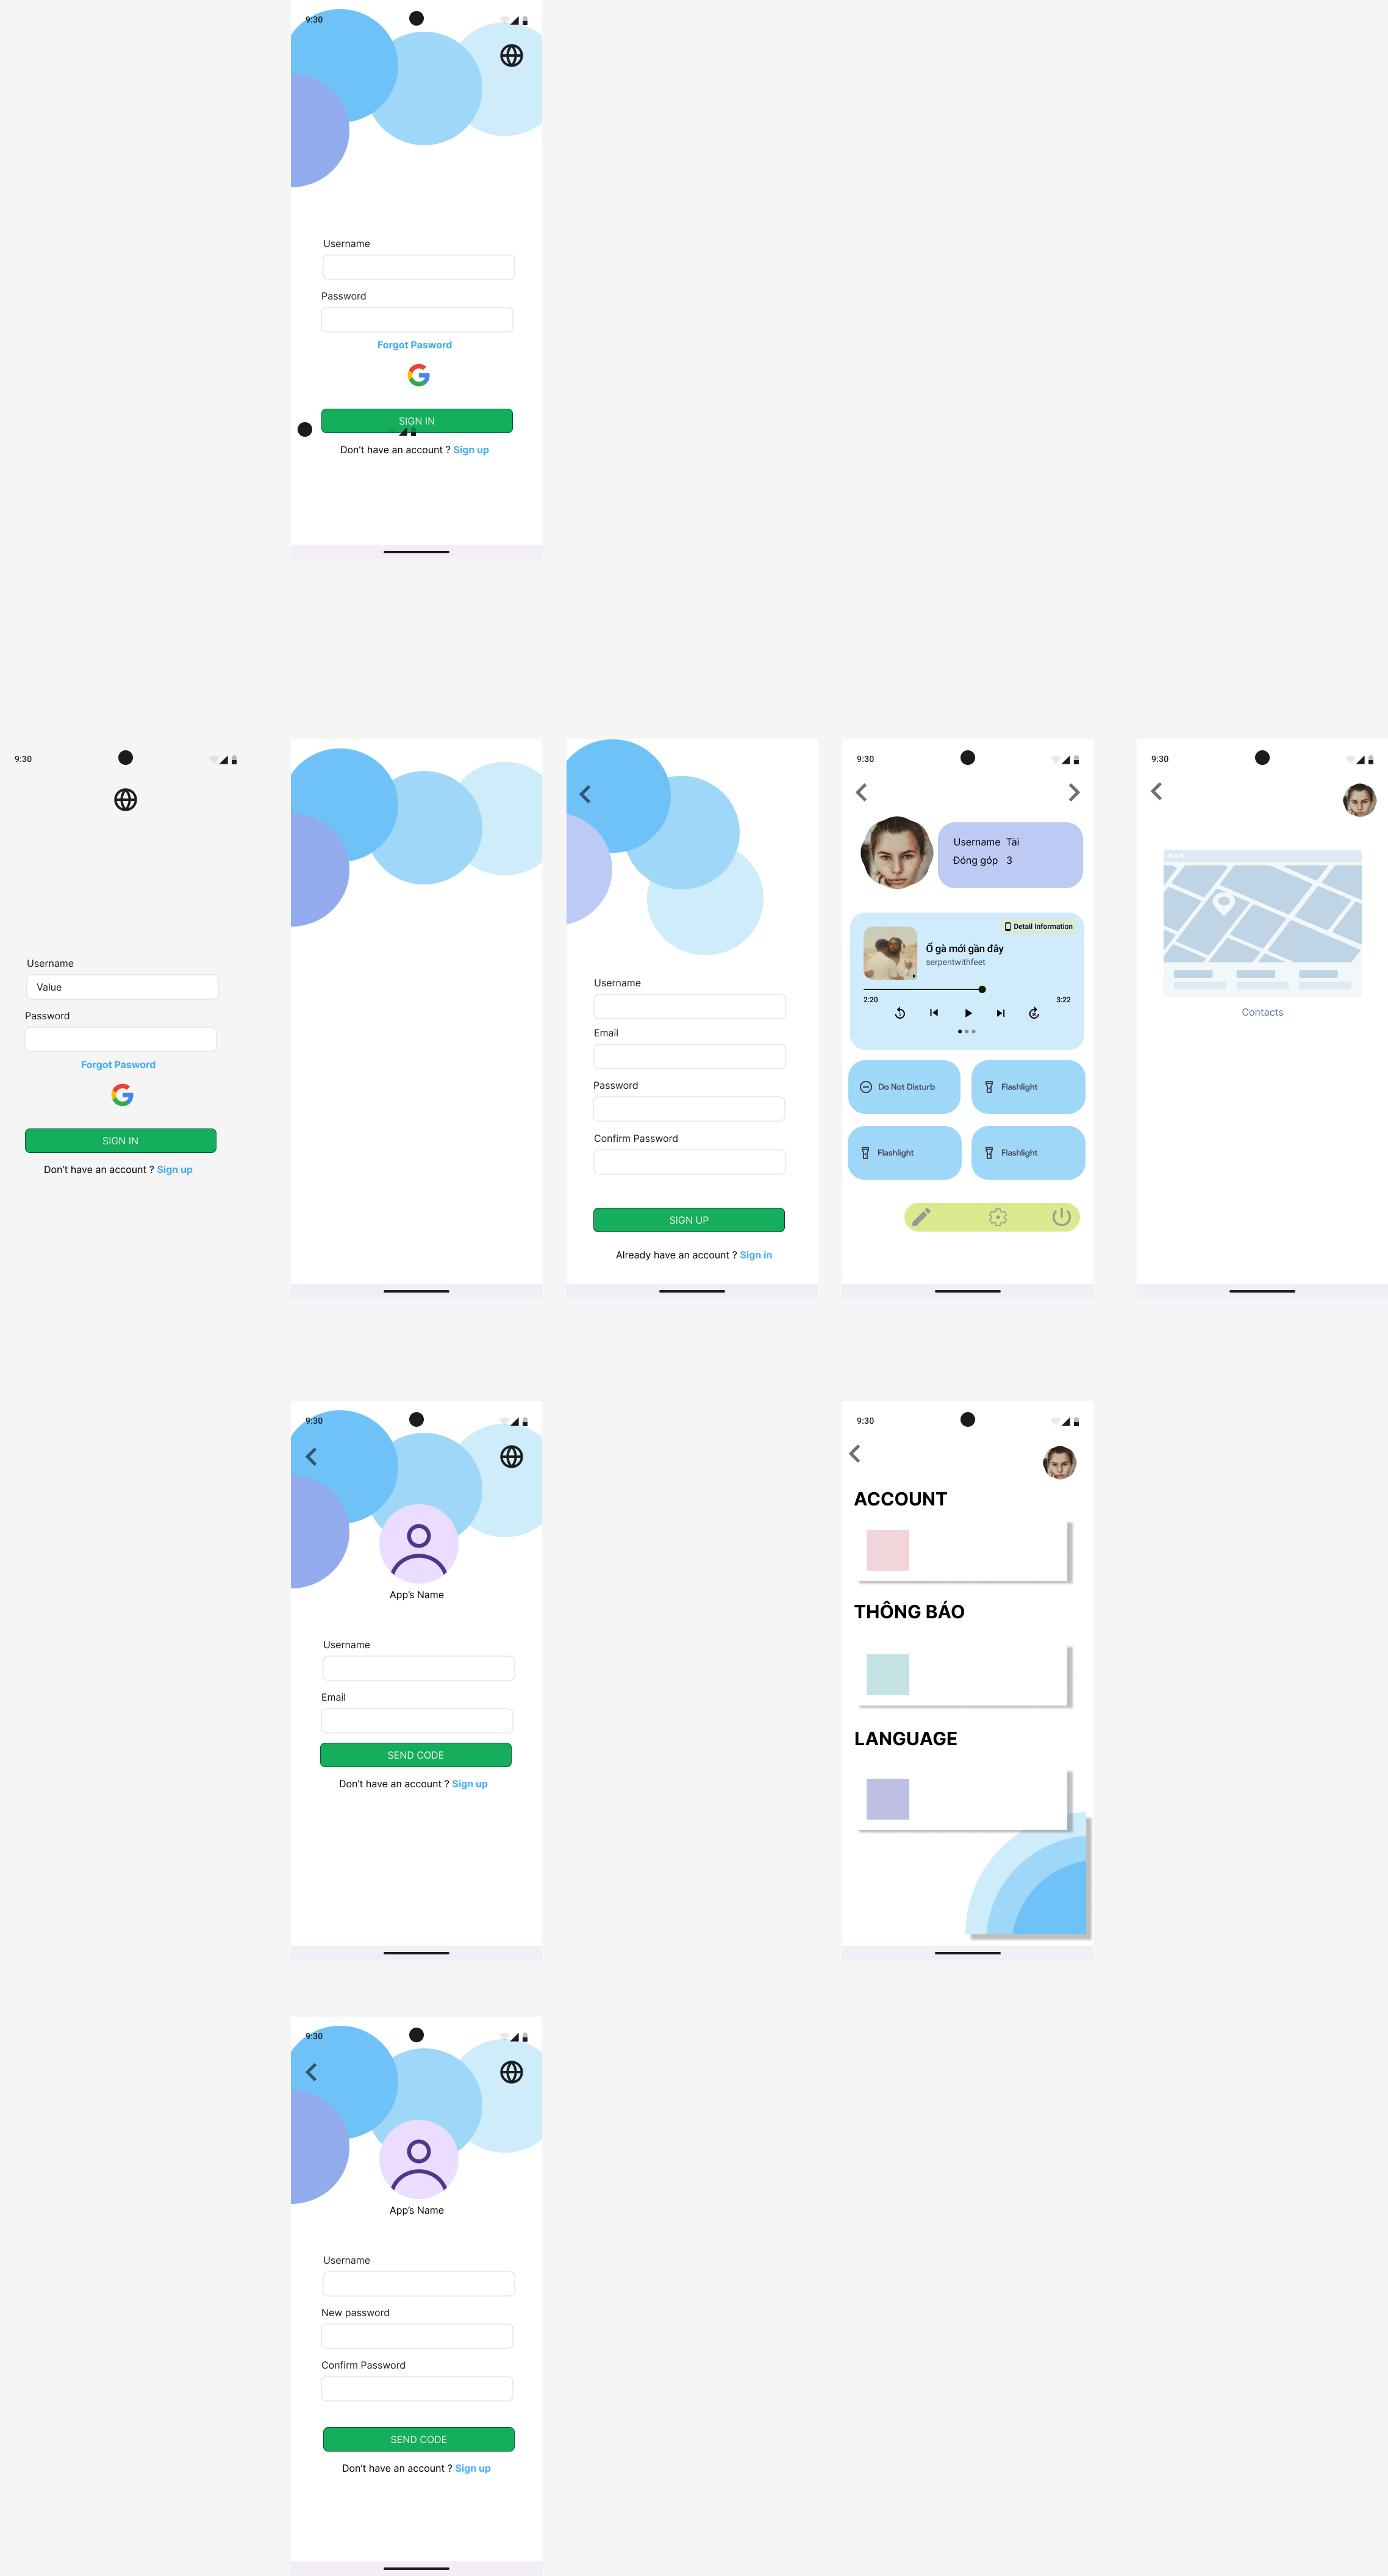 9:30
Username
Password
Forgot Pasword
SIGN IN
Don't have an account ? Sign up
9:30
Username
Value
Password
Forgot Pasword
SIGN IN
Don't have an account ? Sign up
Username
Email
Password
Confirm Password
SIGN UP
Already have an account ? Sign in
9:30
Username Tài
Đóng góp 3
Detail Information
Ổ gà mới gần đây
serpentwithfeet
2:20 3:22
Do Not Disturb
Flashlight
Flashlight
Flashlight
9:30
Contacts
9:30
App's Name
Username
Email
SEND CODE
Don't have an account ? Sign up
9:30
ACCOUNT
THÔNG BÁO
LANGUAGE
9:30
App's Name
Username
New password
Confirm Password
SEND CODE
Don't have an account ? Sign up